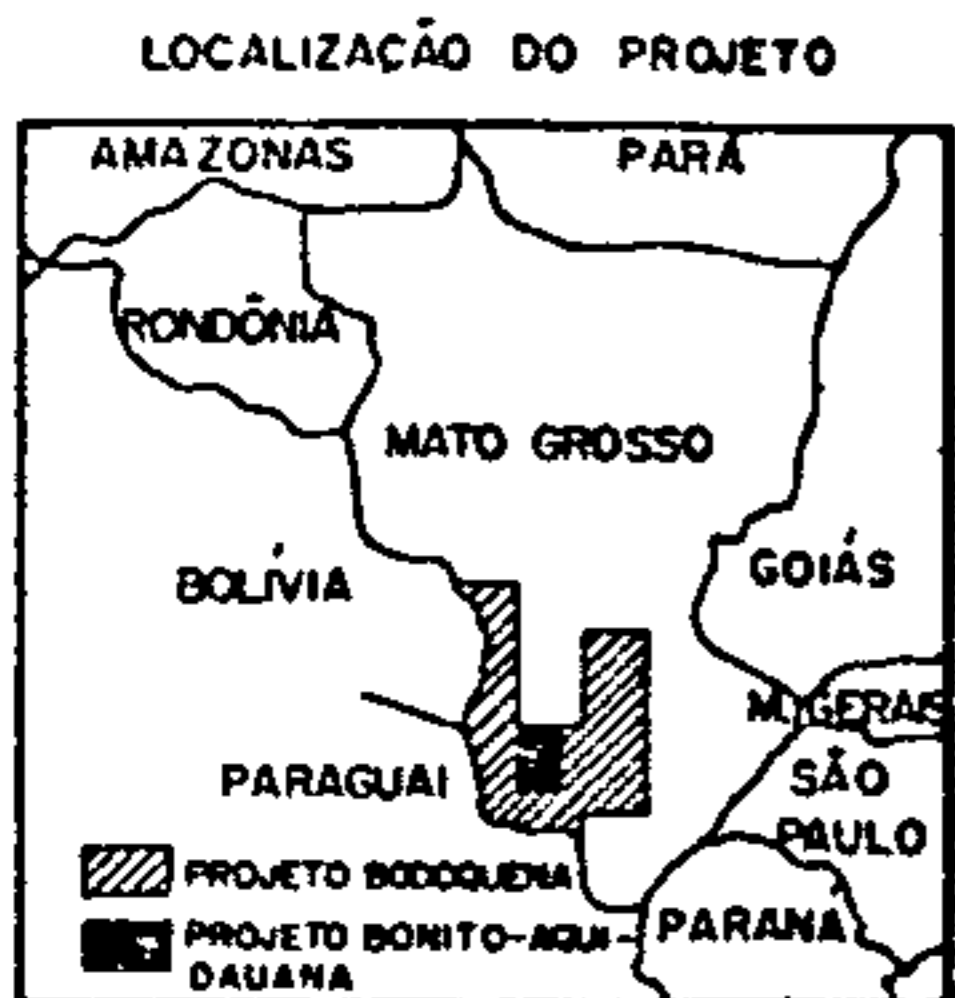 LOCALIZAÇÃO DO PROJETO
AMAZONAS
PARÁ
RONDÔNIA
MATO GROSSO
BOLÍVIA
GOIÁS
M. GERAIS
PARAGUAI
SÃO
PAULO
PROJETO BODOQUENA
PARANA
PROJETO BONITO-AQUI-
DAUANA